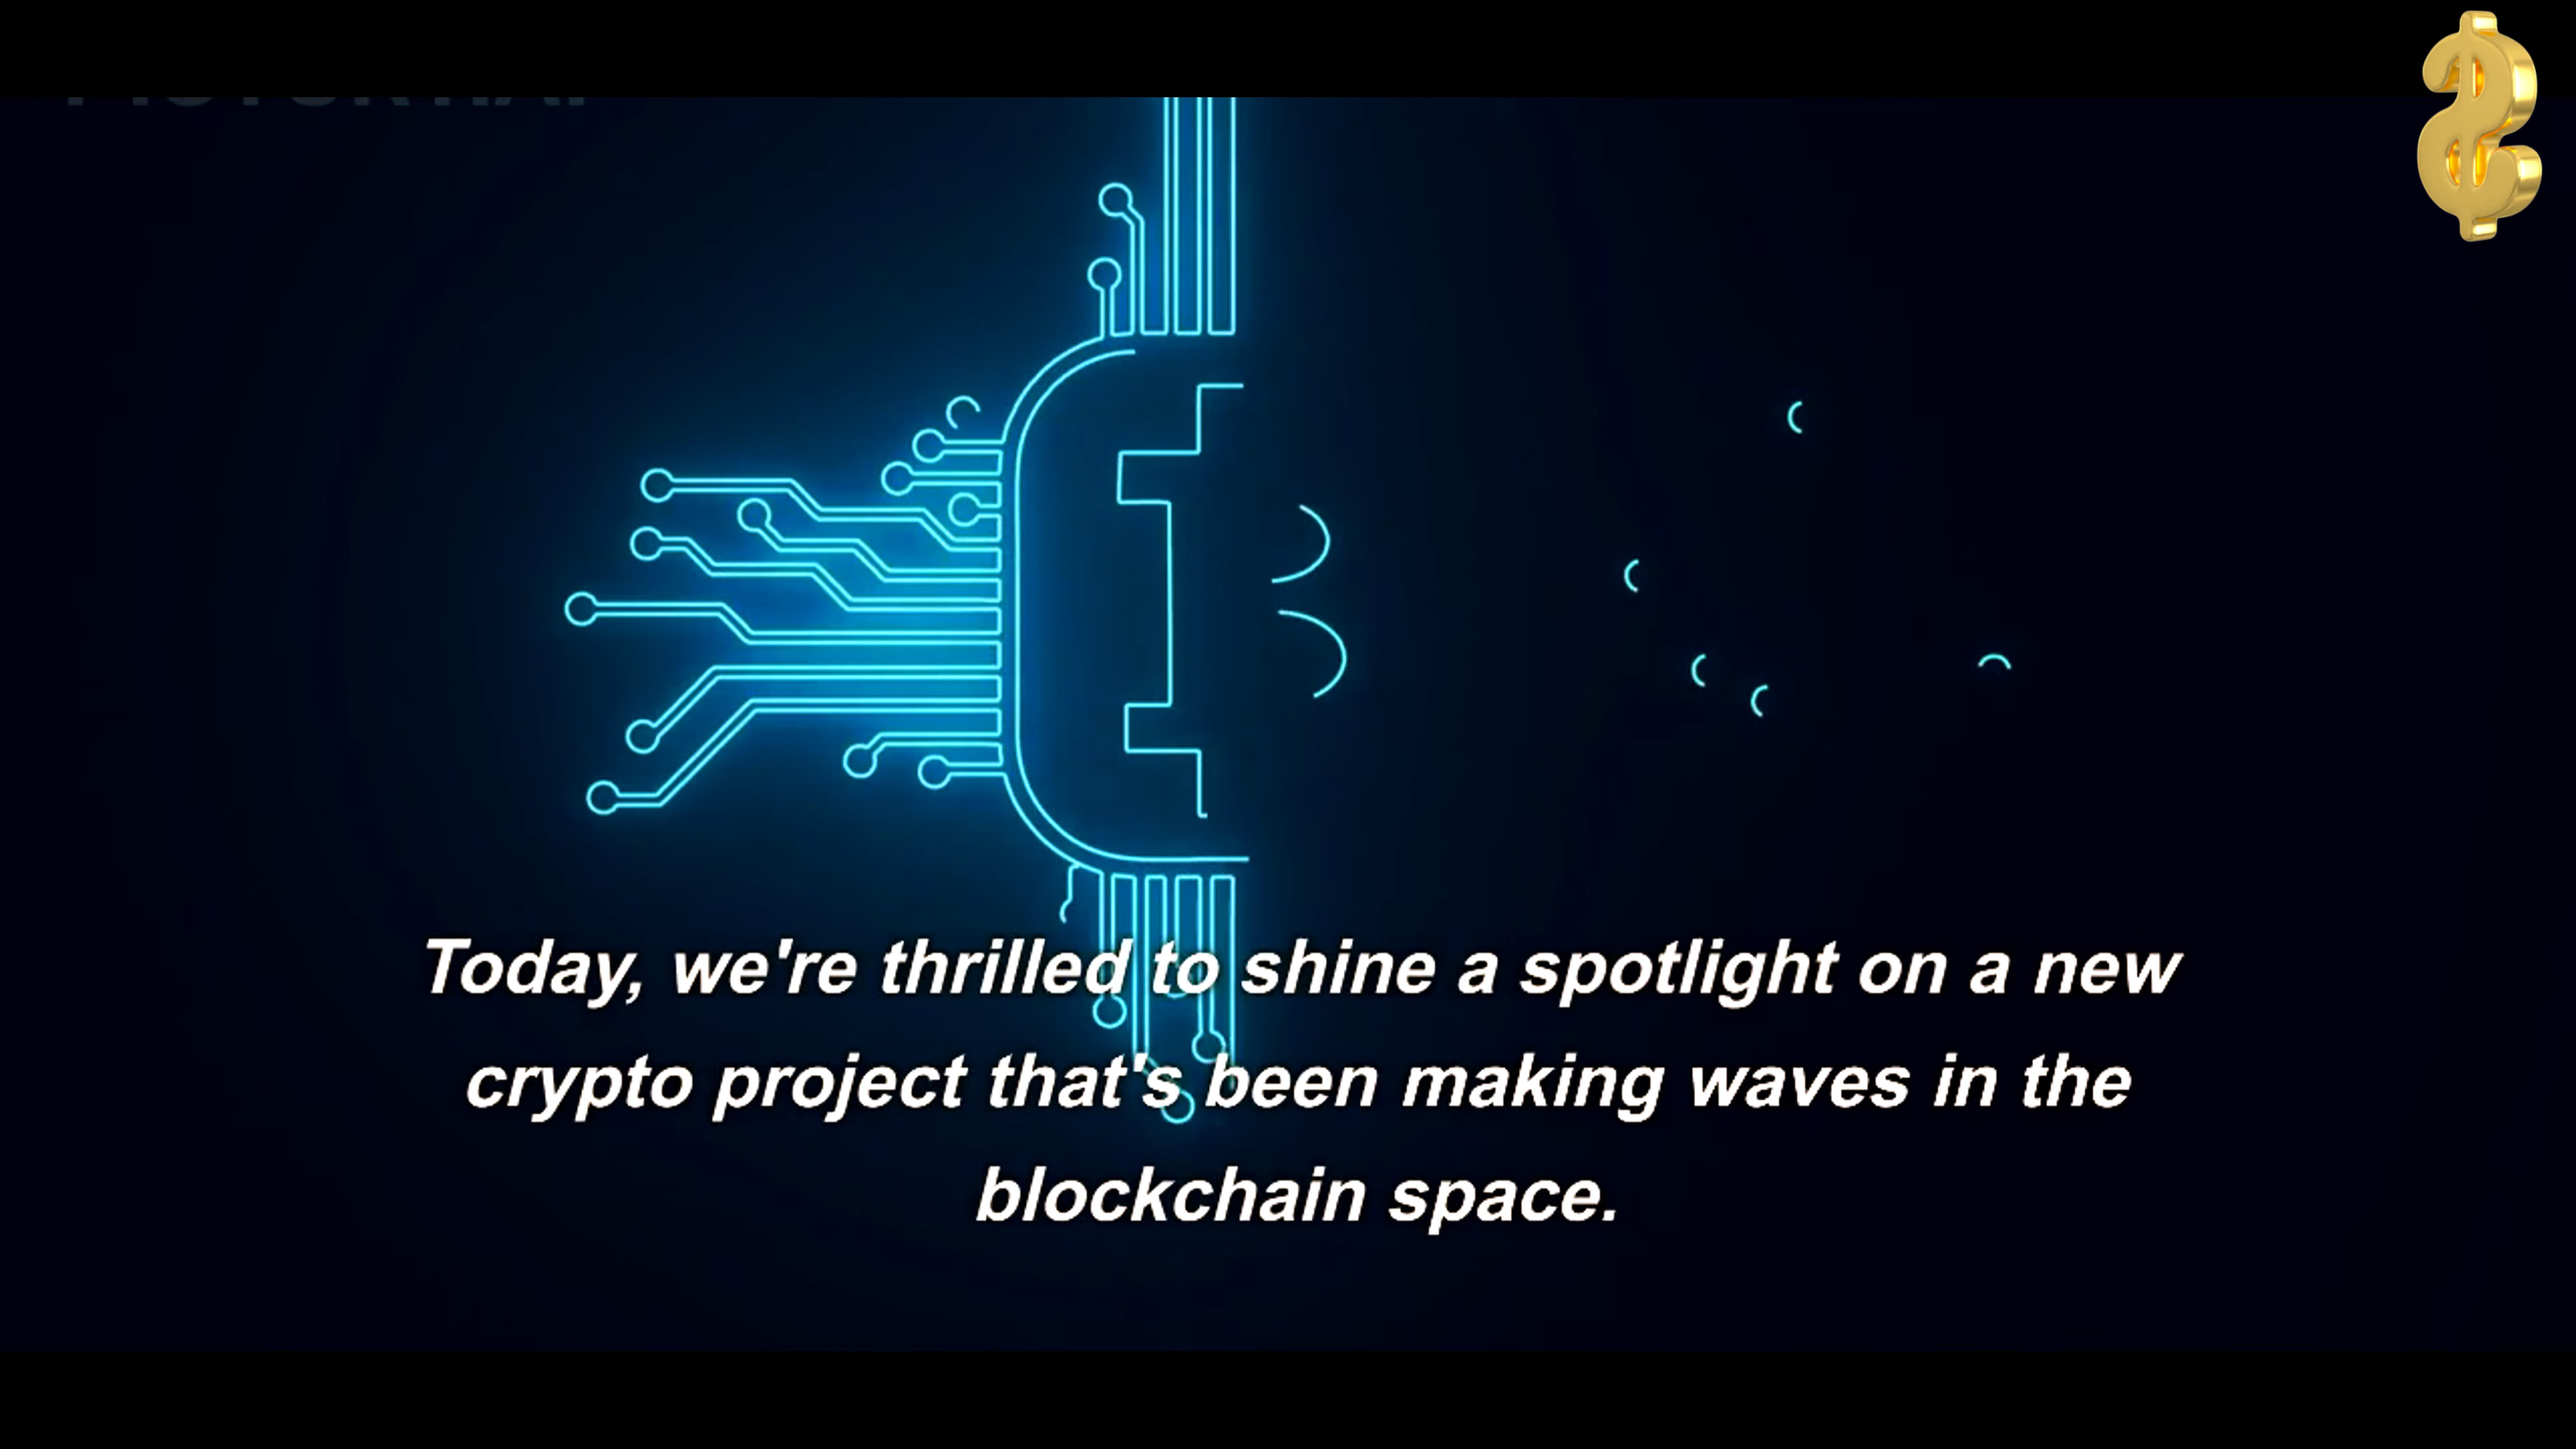 Today, we're thrilled to shine a spotlight on a new
crypto project that's been making waves in the
blockchain space.